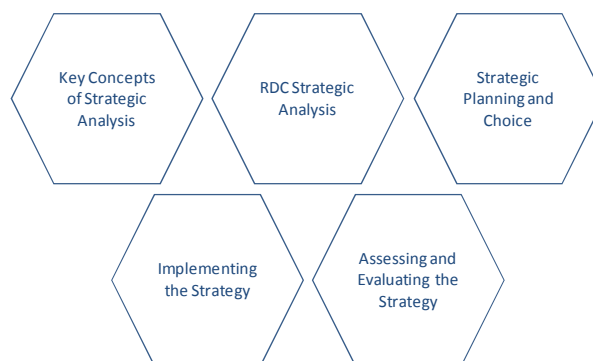 Key Concepts
of Strategic
Analysis
RDC Strategic
Analysis
Strategic
Planning and
Choice
Implementing
the Strategy
Assessing and
Evaluating the
Strategy